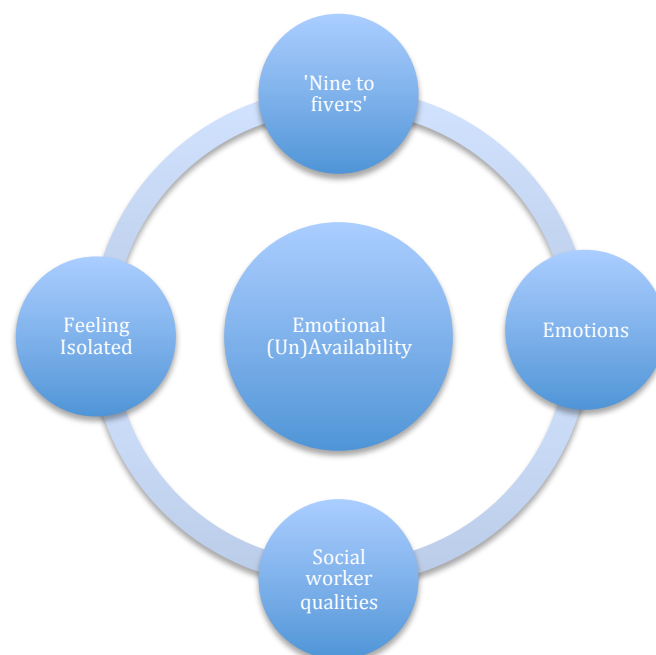 'Nine to
fivers'
Feeling
Isolated
Emotional
(Un)Availability
Emotions
Social
worker
qualities